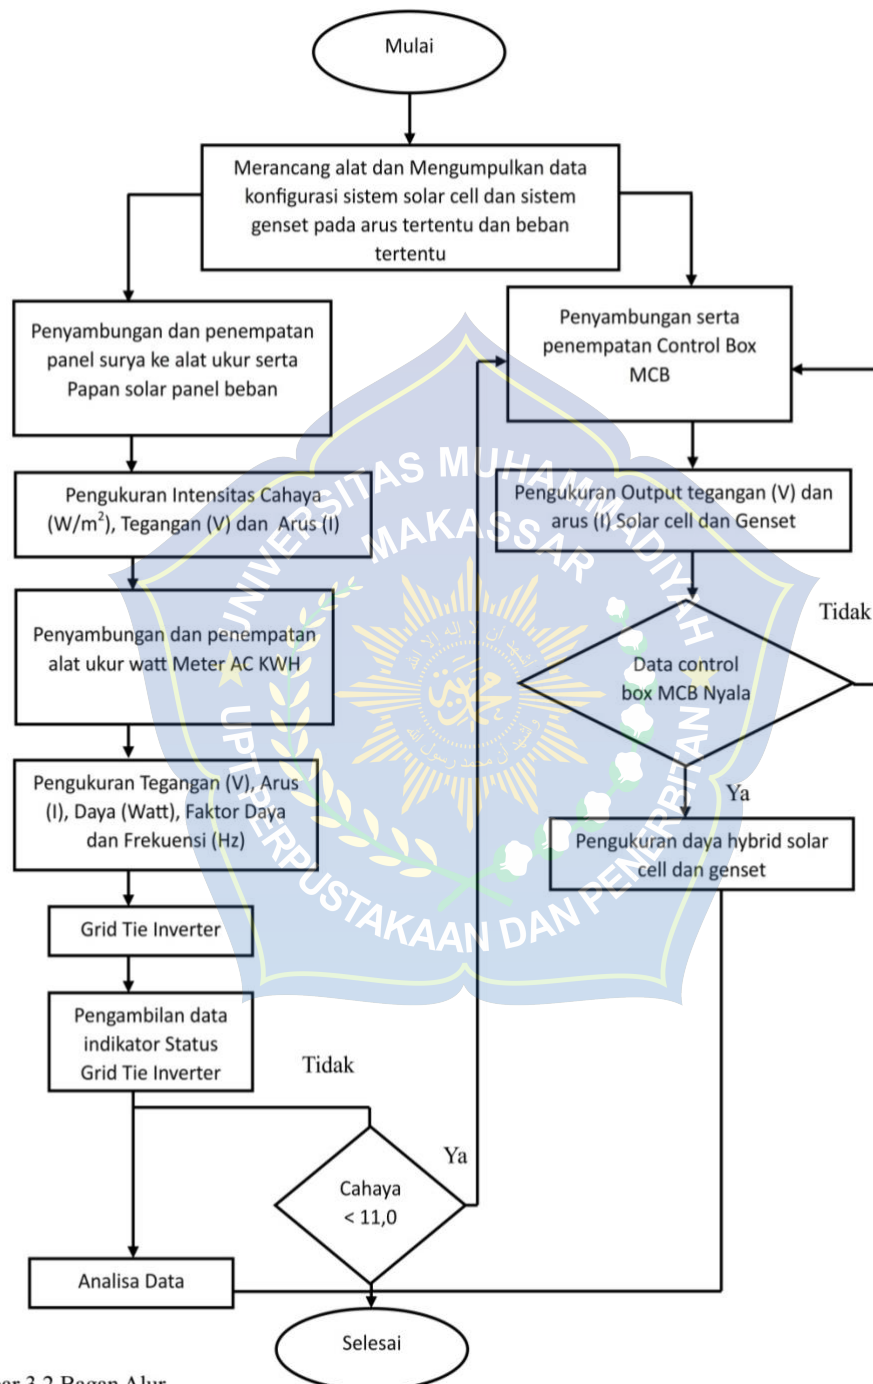 Mulai
Merancang alat dan Mengumpulkan data
konfigurasi sistem solar cell dan sistem
genset pada arus tertentu dan beban
tertentu
Penyambungan dan penempatan
panel surya ke alat ukur serta
Papan solar panel beban
Penyambungan serta
penempatan Control Box
MCB
Pengukuran Intensitas Cahaya
(W/m²), Tegangan (V) dan Arus (I)
Pengukuran Output tegangan (V) dan
arus (I) Solar cell dan Genset
Penyambungan dan penempatan
alat ukur watt Meter AC KWH
Tidak
Data control
box MCB Nyala
Ya
Pengukuran Tegangan (V), Arus
(I), Daya (Watt), Faktor Daya
dan Frekuensi (Hz)
Pengukuran daya hybrid solar
cell dan genset
Grid Tie Inverter
Pengambilan data
indikator Status
Grid Tie Inverter
Tidak
Ya
Cahaya
< 11,0
Analisa Data
Selesai
ar 3.2 Bagan Alur
UNIVERSITAS MUHAMMADIYAH
MAKASSAR
UPT PERPUSTAKAAN DAN PENERBITAN